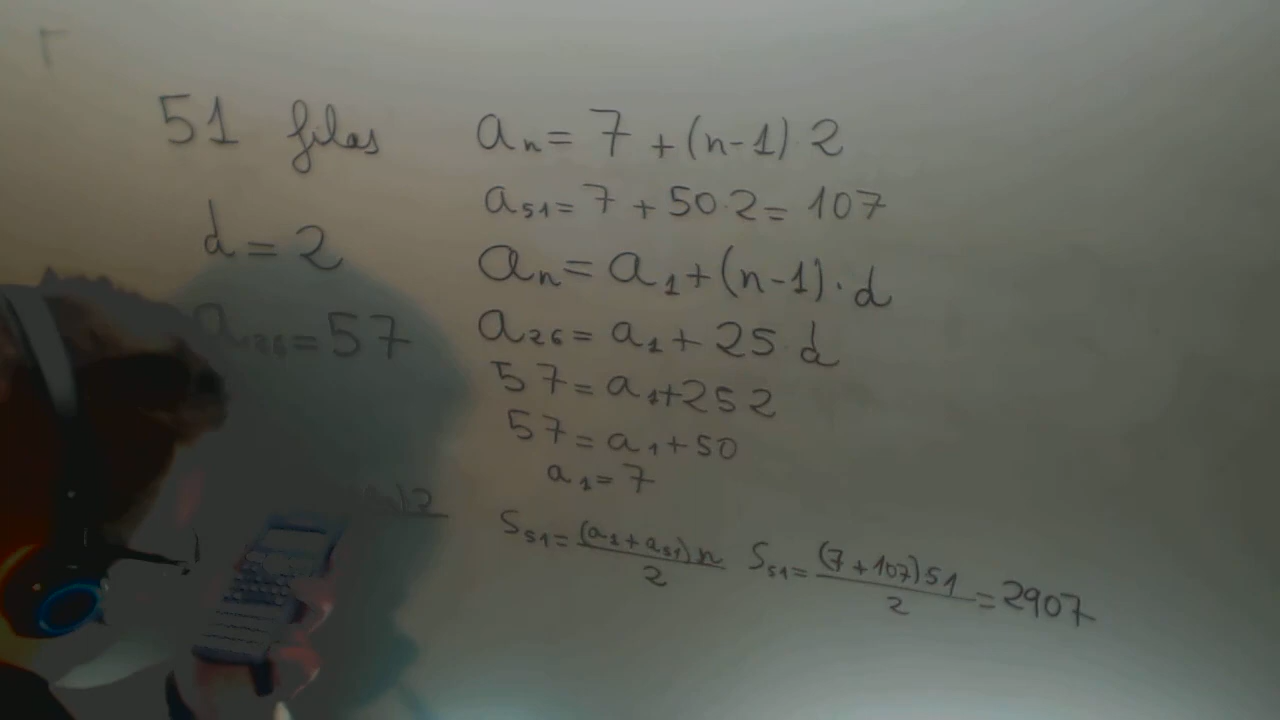 51 filas
d = 2
a₂₆ = 57
aₙ = 7 + (n-1) 2
a₅₁ = 7 + 50·2 = 107
aₙ = a₁ + (n-1)·d
a₂₆ = a₁ + 25 d
57 = a₁ + 25 2
57 = a₁ + 50
a₁ = 7
S₅₁ = (a₁ + a₅₁) n / 2 S₅₁ = (7 + 107) 51 / 2 = 2907